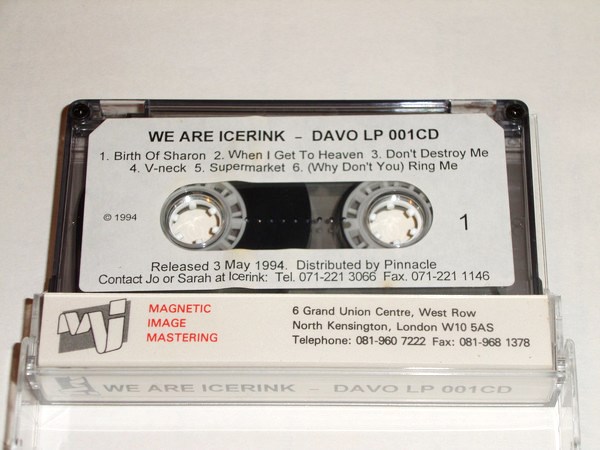 WE ARE ICERINK – DAVO LP 001CD
1. Birth Of Sharon 2. When I Get To Heaven 3. Don't Destroy Me
4. V-neck 5. Supermarket 6. (Why Don't You) Ring Me
© 1994
1
Released 3 May 1994. Distributed by Pinnacle
Contact Jo or Sarah at Icerink: Tel. 071-221 3066 Fax. 071-221 1146
MAGNETIC
IMAGE
MASTERING
6 Grand Union Centre, West Row
North Kensington, London W10 5AS
Telephone: 081-960 7222 Fax: 081-968 1378
WE ARE ICERINK – DAVO LP 001CD